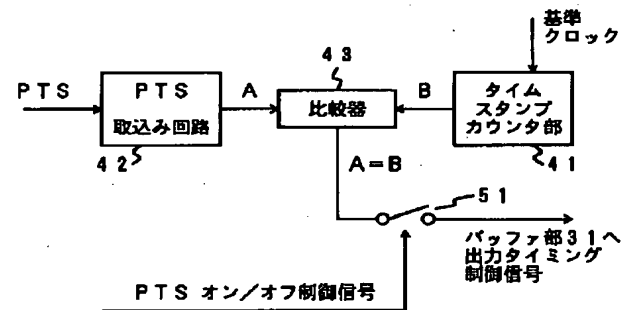 基準
クロック
43
PTS
PTS
取込み回路
42
A
比較器
B
タイム
スタンプ
カウンタ部
41
A=B
51
バッファ部31へ
出力タイミング
制御信号
PTS オン/オフ制御信号